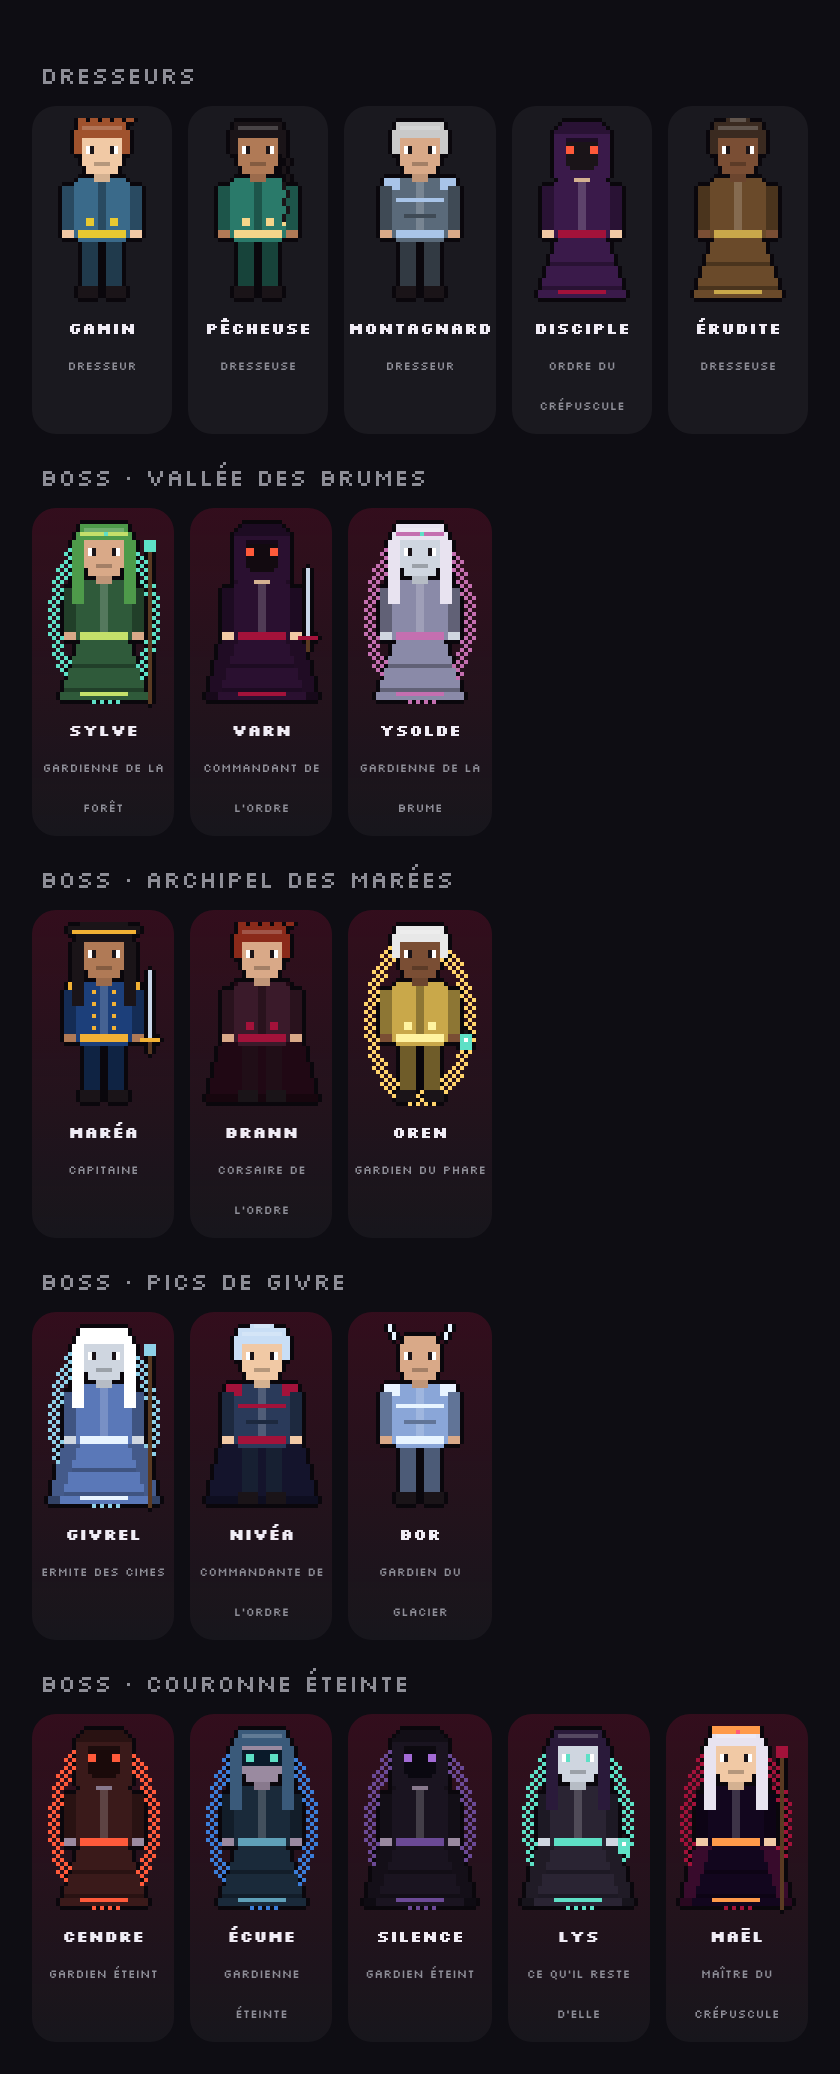 DRESSEURS
GAMIN
DRESSEUR
PÊCHEUSE
DRESSEUSE
MONTAGNARD
DRESSEUR
DISCIPLE
ORDRE DU
CRÉPUSCULE
ÉRUDITE
DRESSEUSE
BOSS · VALLÉE DES BRUMES
SYLVE
GARDIENNE DE LA
FORÊT
VARN
COMMANDANT DE
L'ORDRE
YSOLDE
GARDIENNE DE LA
BRUME
BOSS · ARCHIPEL DES MARÉES
MARÉA
CAPITAINE
BRANN
CORSAIRE DE
L'ORDRE
OREN
GARDIEN DU PHARE
BOSS · PICS DE GIVRE
GIVREL
ERMITE DES CIMES
NIVÉA
COMMANDANTE DE
L'ORDRE
BOR
GARDIEN DU
GLACIER
BOSS · COURONNE ÉTEINTE
CENDRE
GARDIEN ÉTEINT
ÉCUME
GARDIENNE
ÉTEINTE
SILENCE
GARDIEN ÉTEINT
LYS
CE QU'IL RESTE
D'ELLE
MAËL
MAÎTRE DU
CRÉPUSCULE